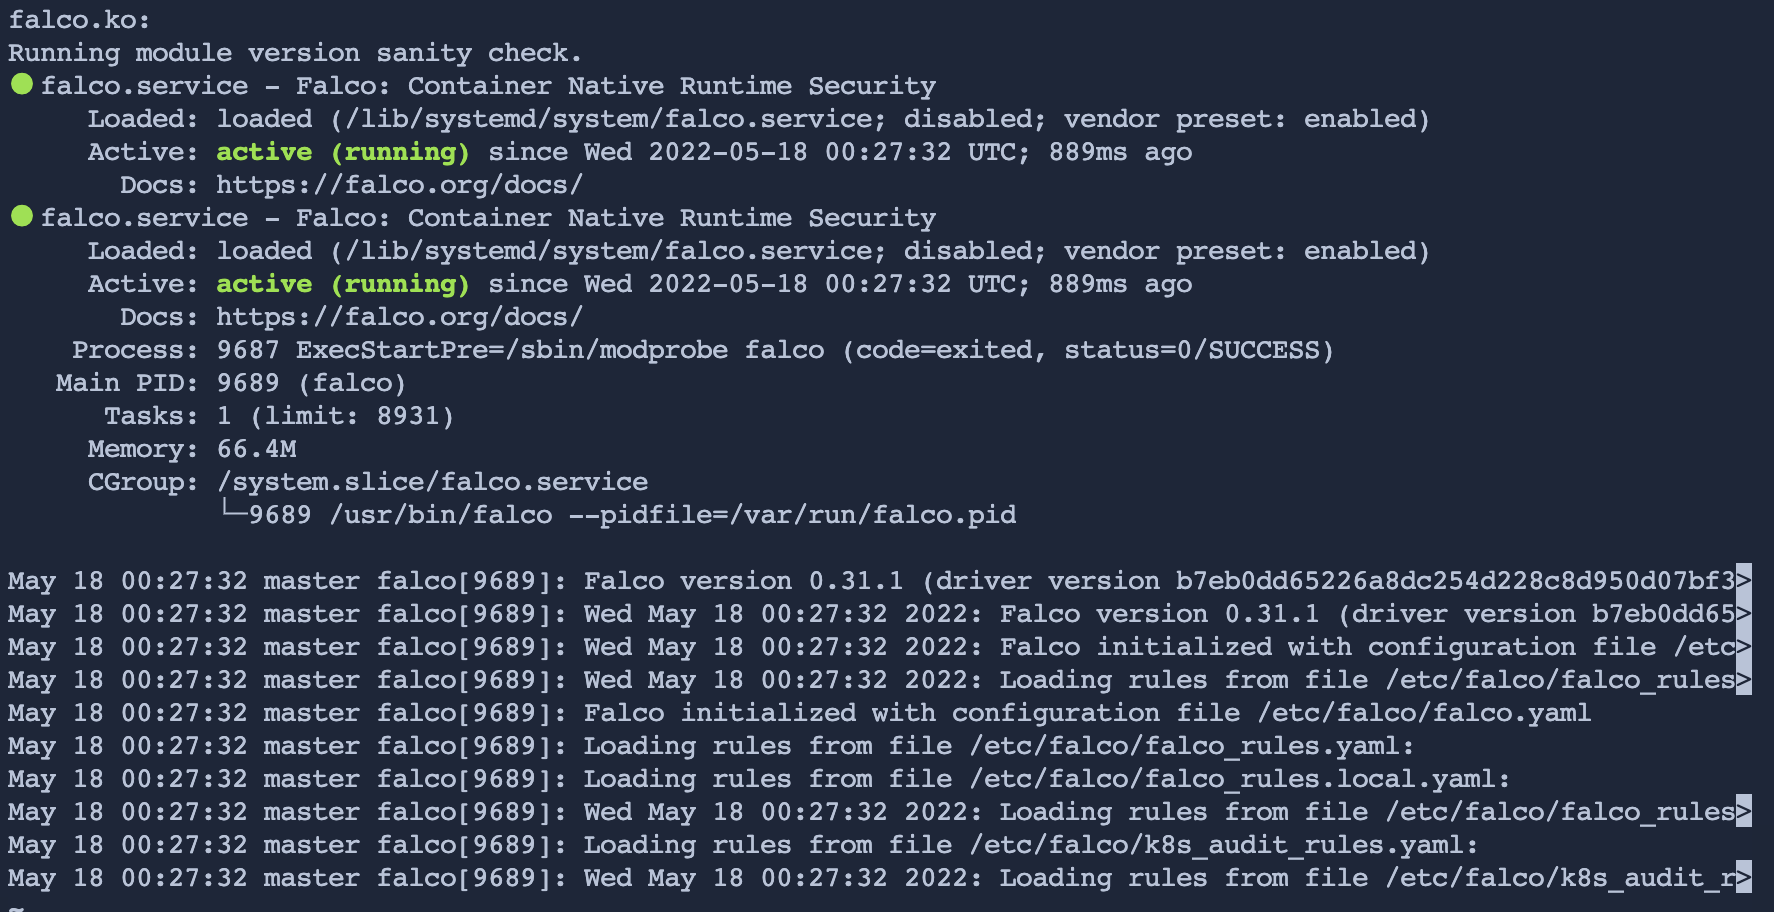 falco.ko:
Running module version sanity check.
● falco.service - Falco: Container Native Runtime Security
     Loaded: loaded (/lib/systemd/system/falco.service; disabled; vendor preset: enabled)
     Active: active (running) since Wed 2022-05-18 00:27:32 UTC; 889ms ago
       Docs: https://falco.org/docs/
● falco.service - Falco: Container Native Runtime Security
     Loaded: loaded (/lib/systemd/system/falco.service; disabled; vendor preset: enabled)
     Active: active (running) since Wed 2022-05-18 00:27:32 UTC; 889ms ago
       Docs: https://falco.org/docs/
    Process: 9687 ExecStartPre=/sbin/modprobe falco (code=exited, status=0/SUCCESS)
   Main PID: 9689 (falco)
      Tasks: 1 (limit: 8931)
     Memory: 66.4M
     CGroup: /system.slice/falco.service
             └─9689 /usr/bin/falco --pidfile=/var/run/falco.pid

May 18 00:27:32 master falco[9689]: Falco version 0.31.1 (driver version b7eb0dd65226a8dc254d228c8d950d07bf3>
May 18 00:27:32 master falco[9689]: Wed May 18 00:27:32 2022: Falco version 0.31.1 (driver version b7eb0dd65>
May 18 00:27:32 master falco[9689]: Wed May 18 00:27:32 2022: Falco initialized with configuration file /etc>
May 18 00:27:32 master falco[9689]: Wed May 18 00:27:32 2022: Loading rules from file /etc/falco/falco_rules>
May 18 00:27:32 master falco[9689]: Falco initialized with configuration file /etc/falco/falco.yaml
May 18 00:27:32 master falco[9689]: Loading rules from file /etc/falco/falco_rules.yaml:
May 18 00:27:32 master falco[9689]: Loading rules from file /etc/falco/falco_rules.local.yaml:
May 18 00:27:32 master falco[9689]: Wed May 18 00:27:32 2022: Loading rules from file /etc/falco/falco_rules>
May 18 00:27:32 master falco[9689]: Loading rules from file /etc/falco/k8s_audit_rules.yaml:
May 18 00:27:32 master falco[9689]: Wed May 18 00:27:32 2022: Loading rules from file /etc/falco/k8s_audit_r>
~